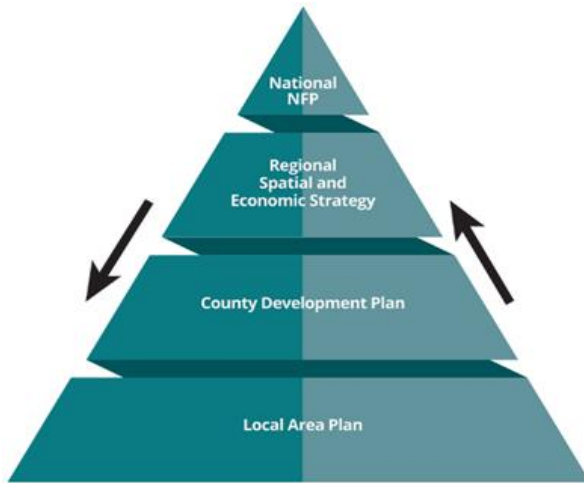 National
NFP
Regional
Spatial and
Economic Strategy
County Development Plan
Local Area Plan